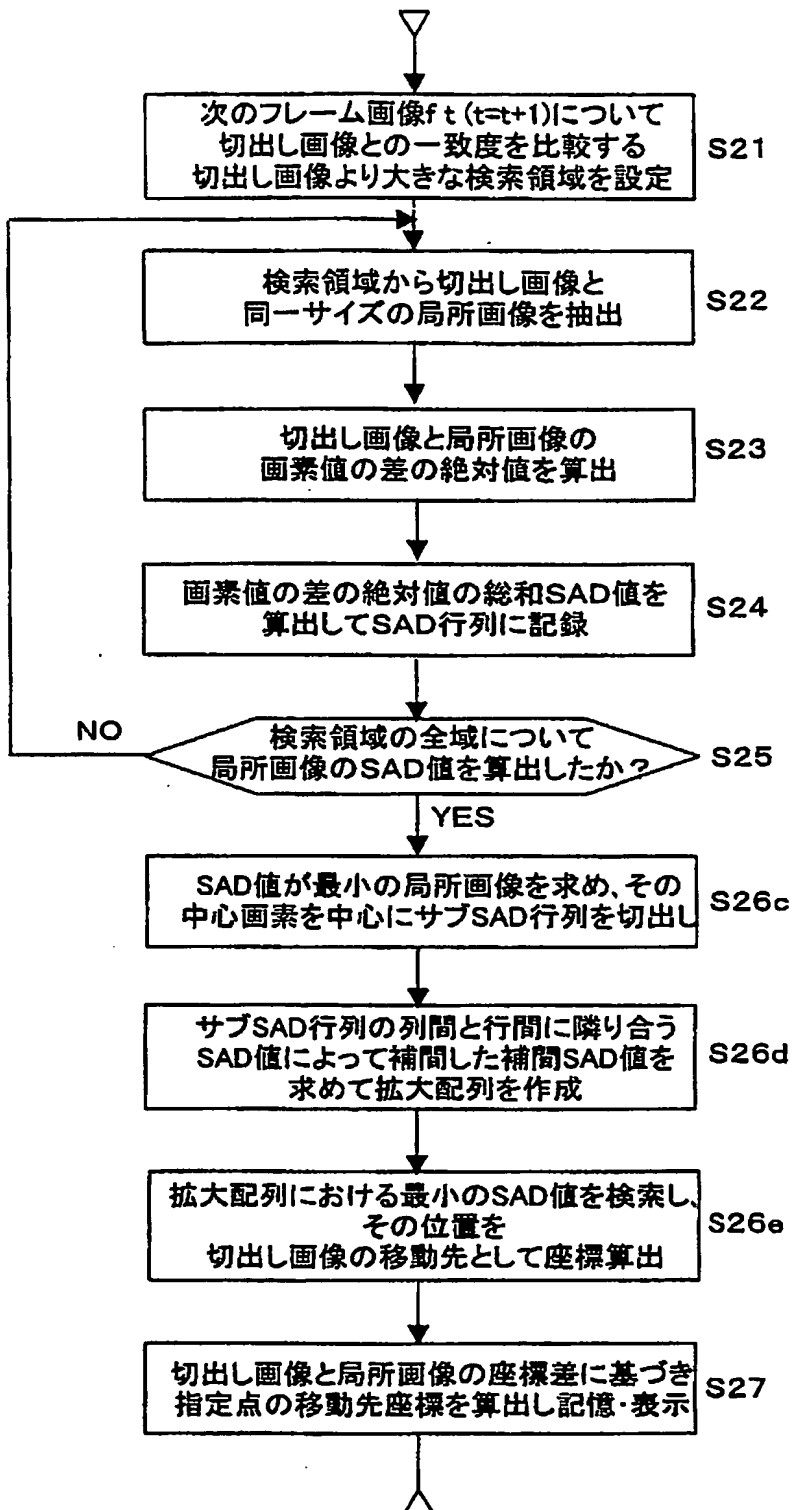 次のフレーム画像f t (t=t+1)について
切出し画像との一致度を比較する
切出し画像より大きな検索領域を設定
S21
検索領域から切出し画像と
同一サイズの局所画像を抽出
S22
切出し画像と局所画像の
画素値の差の絶対値を算出
S23
画素値の差の絶対値の総和SAD値を
算出してSAD行列に記録
S24
NO
検索領域の全域について
局所画像のSAD値を算出したか?
S25
YES
SAD値が最小の局所画像を求め、その
中心画素を中心にサブSAD行列を切出し
S26c
サブSAD行列の列間と行間に隣り合う
SAD値によって補間した補間SAD値を
求めて拡大配列を作成
S26d
拡大配列における最小のSAD値を検索し、
その位置を
切出し画像の移動先として座標算出
S26e
切出し画像と局所画像の座標差に基づき
指定点の移動先座標を算出し記憶・表示
S27